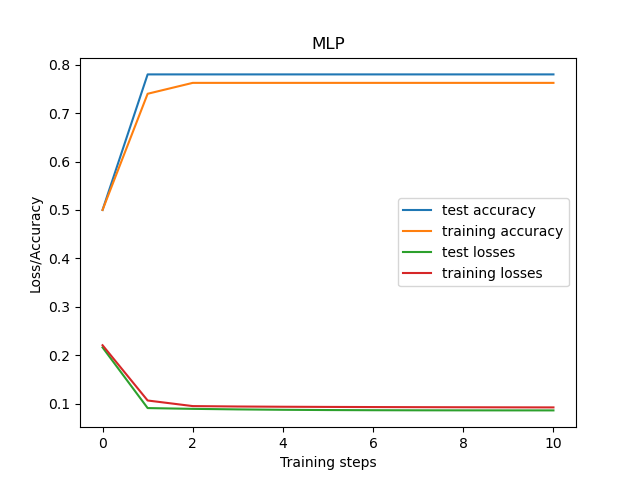 MLP
0.8
0.7
0.6
0.5
0.4
0.3
0.2
0.1
Loss/Accuracy
test accuracy
training accuracy
test losses
training losses
0 2 4 6 8 10
Training steps